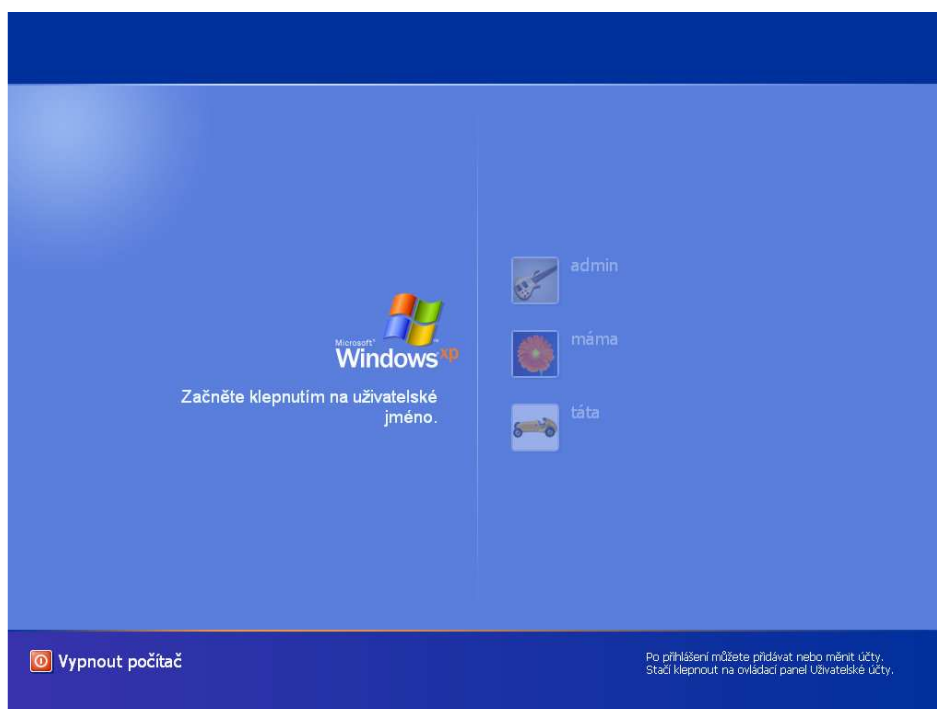 Microsoft®
Windows xp
Začněte klepnutím na uživatelské
jméno.
admin
máma
táta
Vypnout počítač
Po přihlášení můžete přidávat nebo měnit účty.
Stačí klepnout na ovládací panel Uživatelské účty.